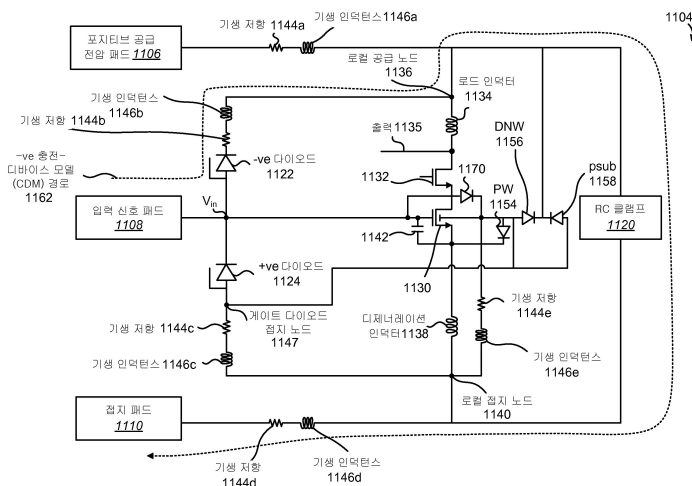 1104
기생 인덕턴스 1146a
기생 저항 1144a
포지티브 공급
전압 패드 1106
로컬 공급 노드
1136
기생 인덕턴스
1146b
로드 인덕터
1134
기생 저항
1144b
출력 1135
DNW
1156
-ve 충전-
디바이스 모델
(CDM) 경로
1162
-ve 다이오드
1122
1132
1170
psub
1158
PW
1154
입력 신호 패드
1108
Vin
RC 클램프
1120
1142
1130
+ve 다이오드
1124
기생 저항
1144e
기생 저항 1144c
게이트 다이오드
접지 노드
1147
디제너레이션
인덕터1138
기생 인덕턴스 1146c
기생 인덕턴스
1146e
접지 패드
1110
로컬 접지 노드
1140
기생 저항
1144d
기생 인덕턴스
1146d